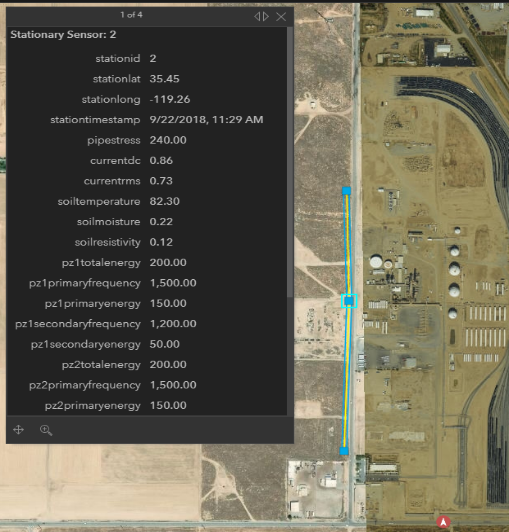 1 of 4
Stationary Sensor: 2
stationid 2
stationlat 35.45
stationlong -119.26
stationtimestamp 9/22/2018, 11:29 AM
pipestress 240.00
currentdc 0.86
currentrms 0.73
soiltemperature 82.30
soilmoisture 0.22
soilresistivity 0.12
pz1totalenergy 200.00
pz1primaryfrequency 1,500.00
pz1primaryenergy 150.00
pz1secondaryfrequency 1,200.00
pz1secondaryenergy 50.00
pz2totalenergy 200.00
pz2primaryfrequency 1,500.00
pz2primaryenergy 150.00